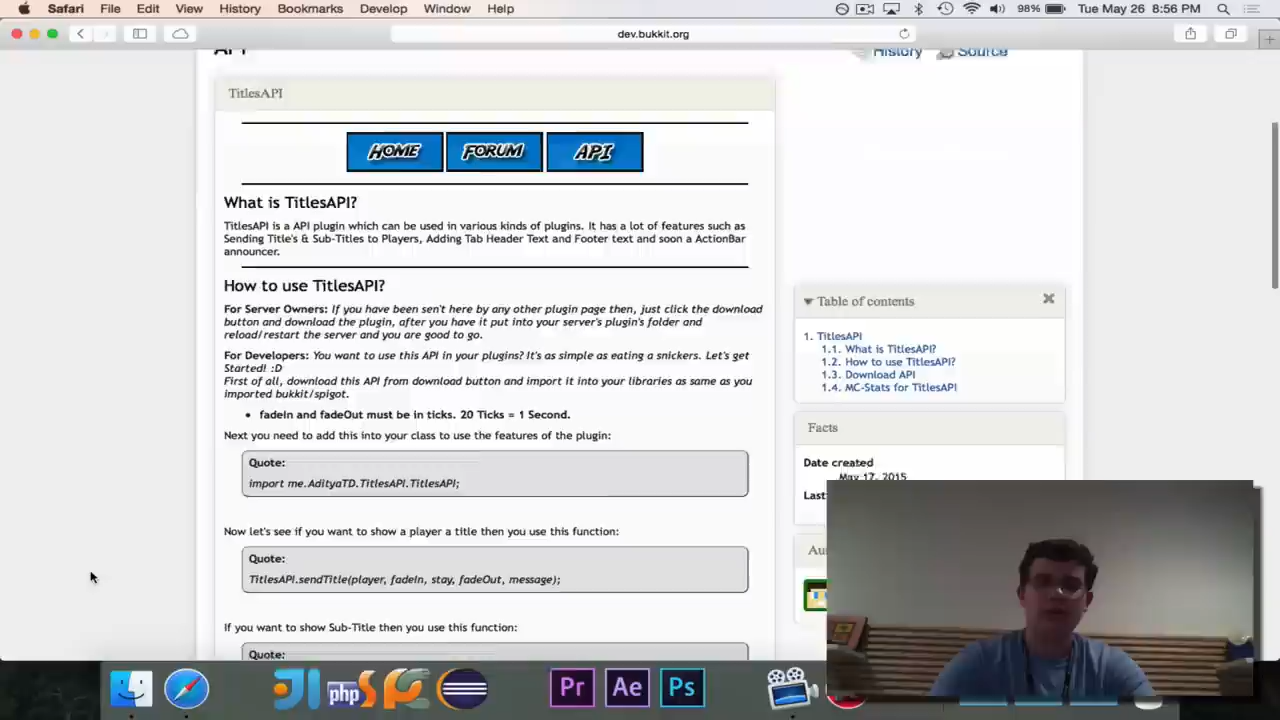 Safari File Edit View History Bookmarks Develop Window Help 98% Tue May 26 8:56 PM
dev.bukkit.org
API History Source
TitlesAPI
HOME FORUM API
What is TitlesAPI?
TitlesAPI is a API plugin which can be used in various kinds of plugins. It has a lot of features such as
Sending Title's & Sub-Titles to Players, Adding Tab Header Text and Footer text and soon a ActionBar
announcer.
How to use TitlesAPI?
For Server Owners: If you have been sen't here by any other plugin page then, just click the download
button and download the plugin, after you have it put into your server's plugin's folder and
reload/restart the server and you are good to go.
For Developers: You want to use this API in your plugins? It's as simple as eating a snickers. Let's get
Started! :D
First of all, download this API from download button and import it into your libraries as same as you
imported bukkit/spigot.
• fadeIn and fadeOut must be in ticks. 20 Ticks = 1 Second.
Next you need to add this into your class to use the features of the plugin:
Quote:
import me.AdityaTD.TitlesAPI.TitlesAPI;
Now let's see if you want to show a player a title then you use this function:
Quote:
TitlesAPI.sendTitle(player, fadeIn, stay, fadeOut, message);
If you want to show Sub-Title then you use this function:
Quote:
Table of contents
1. TitlesAPI
1.1. What is TitlesAPI?
1.2. How to use TitlesAPI?
1.3. Download API
1.4. MC-Stats for TitlesAPI
Facts
Date created
May 17, 2015
Last
Au
php Pr Ae Ps